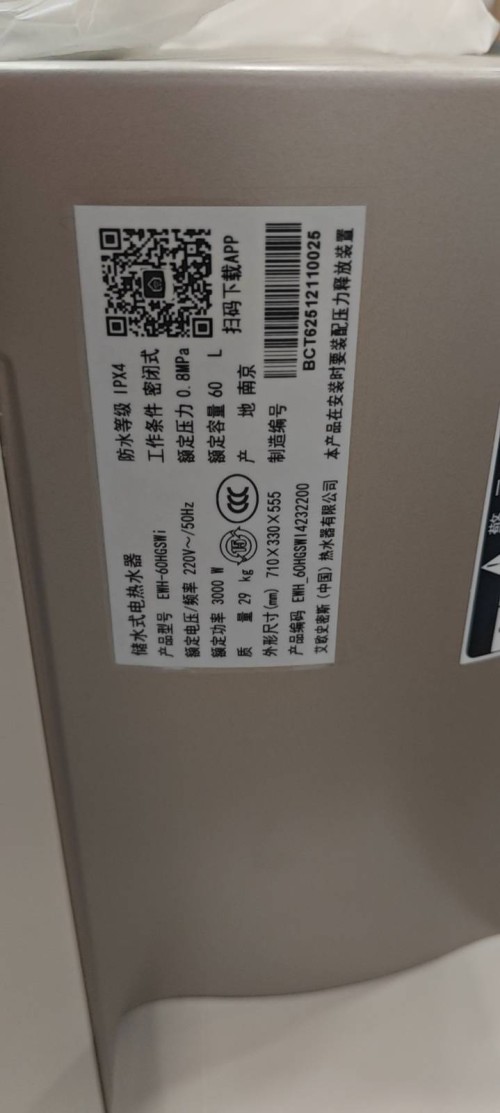 储水式电热水器
产品型号 EWH-60HGSWi
防水等级 IPX4
额定电压/频率 220V~/50Hz
工作条件 密闭式
额定功率 3000 W
额定压力 0.8MPa
质 量 29 kg
额定容量 60 L
外形尺寸(mm) 710×330×555
产 地 南京
产品编码 EWH_60HGSWI4232200
制造编号
BCT62512110025
艾欧史密斯(中国)热水器有限公司
本产品在安装时要装配压力释放装置
扫码下载APP
CCC
警